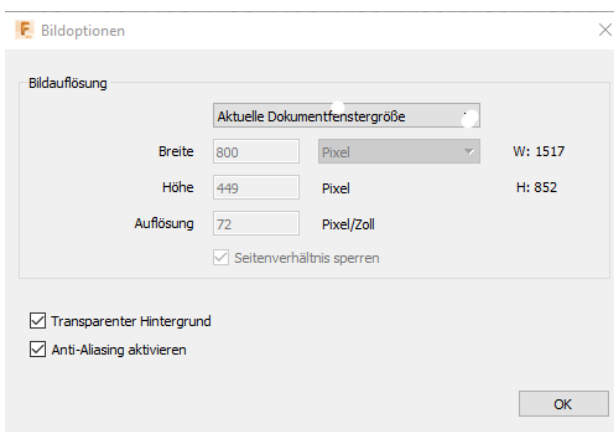 Bildoptionen
Bildauflösung
Aktuelle Dokumentfenstergröße
Breite 800 Pixel W: 1517
Höhe 449 Pixel H: 852
Auflösung 72 Pixel/Zoll
Seitenverhältnis sperren
Transparenter Hintergrund
Anti-Aliasing aktivieren
OK